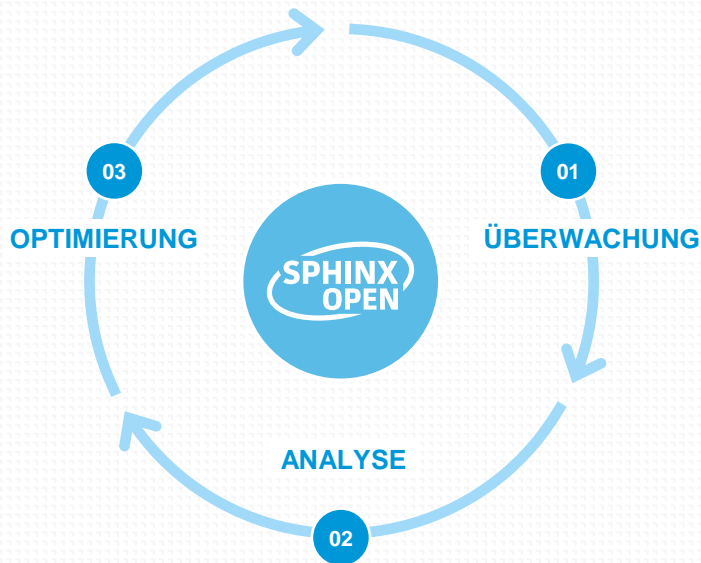 03
01
OPTIMIERUNG
ÜBERWACHUNG
SPHINX
OPEN
ANALYSE
02